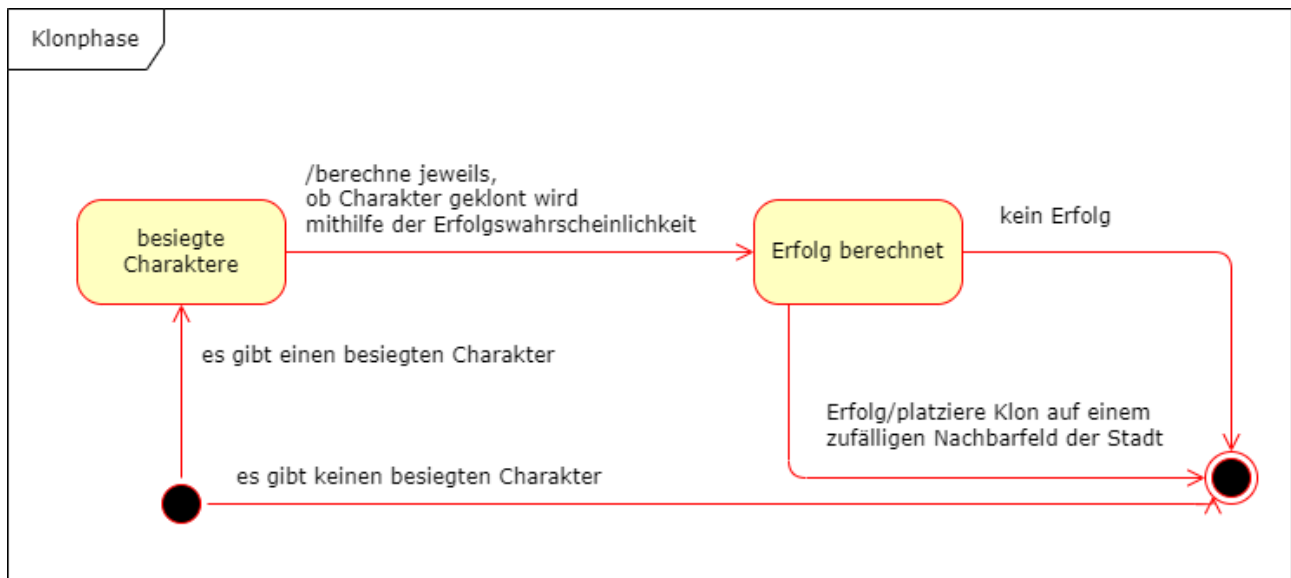 Klonphase
/berechne jeweils,
ob Charakter geklont wird
mithilfe der Erfolgswahrscheinlichkeit
kein Erfolg
besiegte
Charaktere
Erfolg berechnet
es gibt einen besiegten Charakter
Erfolg/platziere Klon auf einem
zufälligen Nachbarfeld der Stadt
es gibt keinen besiegten Charakter